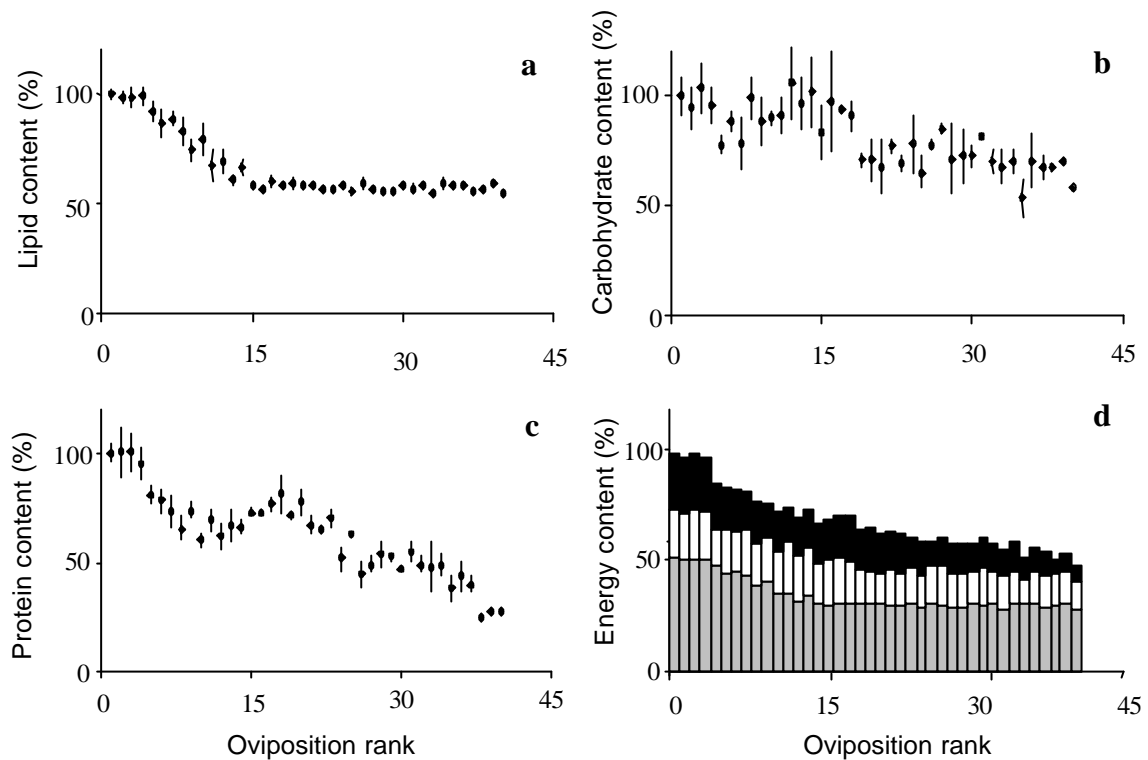 a
Lipid content (%)
100
50
0
0 15 30 45
b
Carbohydrate content (%)
100
50
0
0 15 30 45
c
Protein content (%)
100
50
0
0 15 30 45
Oviposition rank
d
Energy content (%)
100
50
0
0 15 30 45
Oviposition rank